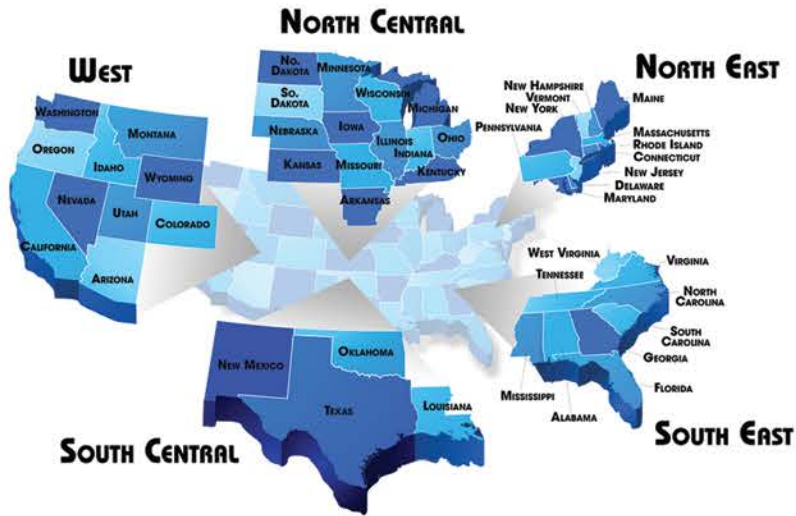 NORTH CENTRAL
WEST
NORTH EAST
WASHINGTON
OREGON
MONTANA
IDAHO
WYOMING
NEVADA
UTAH
COLORADO
CALIFORNIA
ARIZONA
NO.
DAKOTA
MINNESOTA
SO.
DAKOTA
WISCONSIN
MICHIGAN
NEBRASKA
IOWA
ILLINOIS
INDIANA
OHIO
KANSAS
MISSOURI
KENTUCKY
ARKANSAS
NEW HAMPSHIRE
VERMONT
NEW YORK
PENNSYLVANIA
MAINE
MASSACHUSETTS
RHODE ISLAND
CONNECTICUT
NEW JERSEY
DELAWARE
MARYLAND
WEST VIRGINIA
TENNESSEE
VIRGINIA
NORTH
CAROLINA
SOUTH
CAROLINA
GEORGIA
FLORIDA
MISSISSIPPI
ALABAMA
SOUTH EAST
NEW MEXICO
OKLAHOMA
TEXAS
LOUISIANA
SOUTH CENTRAL